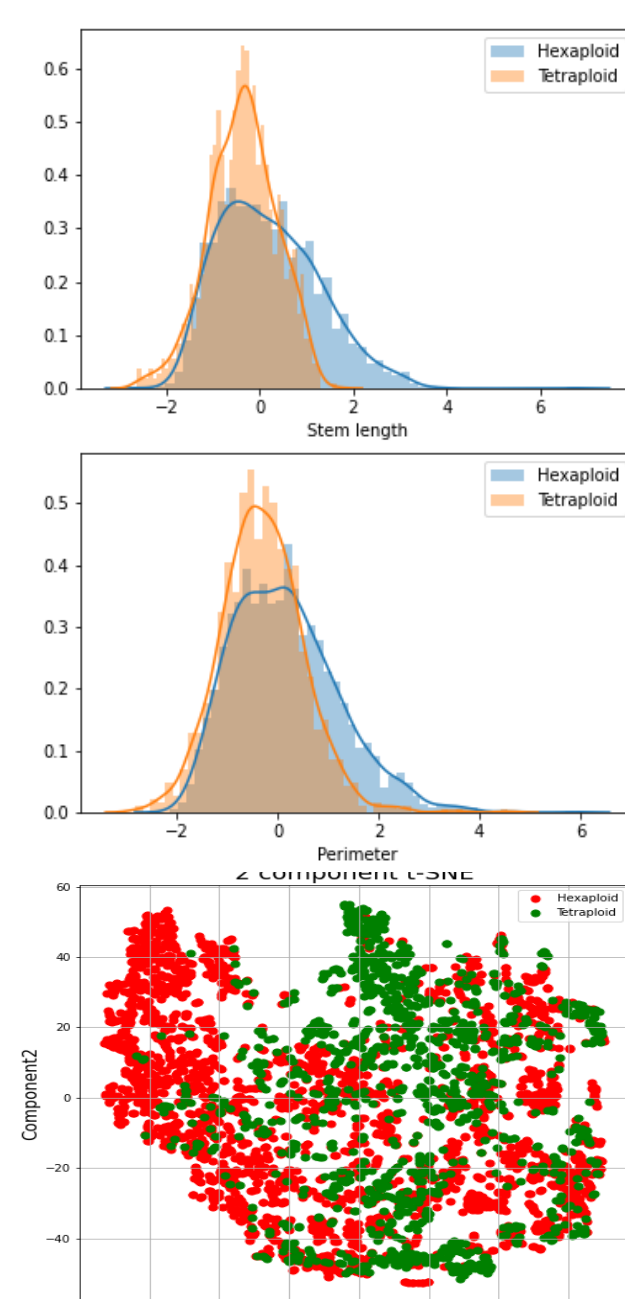 Hexaploid
Tetraploid
0.6
0.5
0.4
0.3
0.2
0.1
0.0
−2 0 2 4 6
Stem length
Hexaploid
Tetraploid
0.5
0.4
0.3
0.2
0.1
0.0
−2 0 2 4 6
Perimeter
2 component t-SNE
60
Hexaploid
Tetraploid
40
20
0
−20
−40
Component2